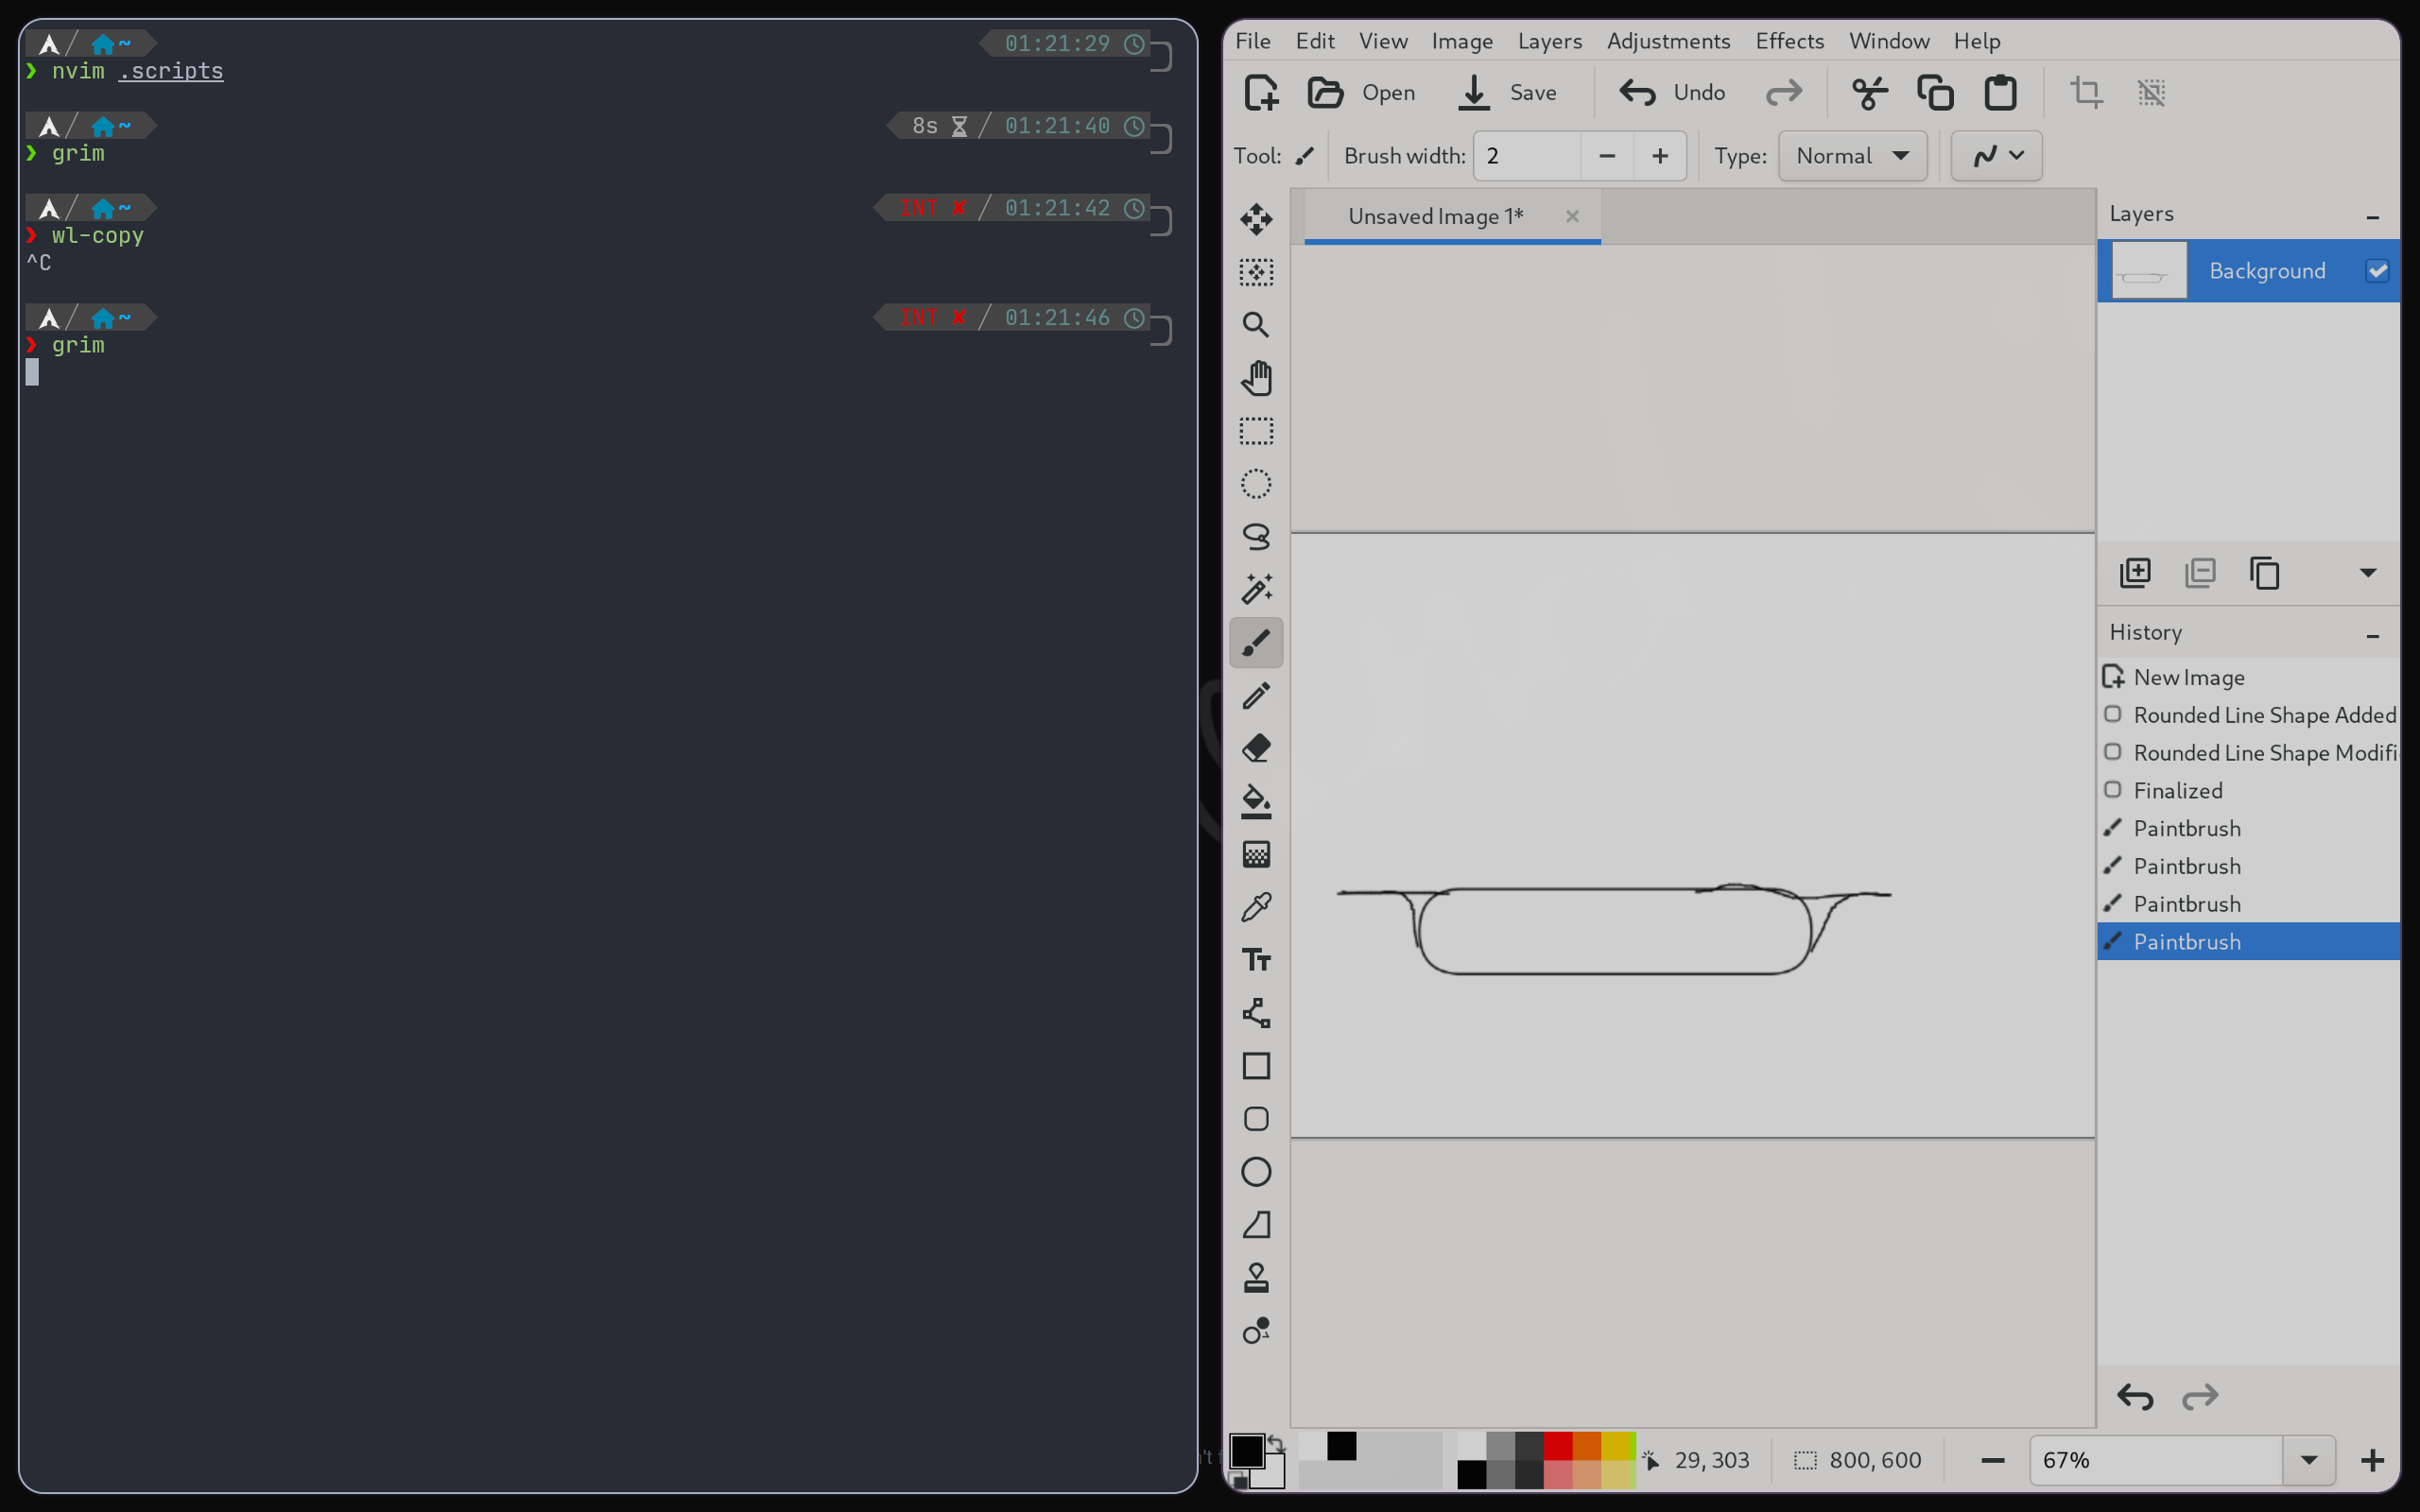 ~ 01:21:29
❯ nvim .scripts
~ 8s 01:21:40
❯ grim
~ INT ✘ 01:21:42
❯ wl-copy
^C
~ INT ✘ 01:21:46
❯ grim
File Edit View Image Layers Adjustments Effects Window Help
Open Save Undo
Tool: Brush width: 2 − + Type: Normal
Unsaved Image 1*
Layers
Background
History
New Image
Rounded Line Shape Added
Rounded Line Shape Modifi
Finalized
Paintbrush
Paintbrush
Paintbrush
Paintbrush
29, 303 800, 600 67%